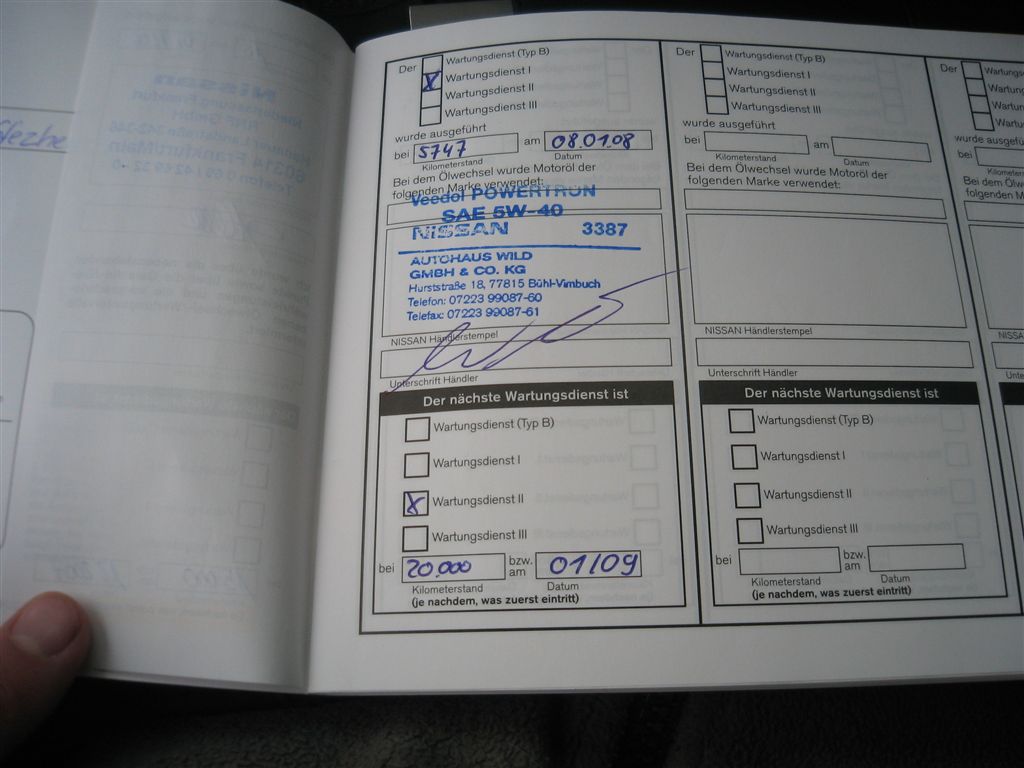 Der
Wartungsdienst (Typ B)
X Wartungsdienst I
Wartungsdienst II
Wartungsdienst III
wurde ausgeführt
bei 5747 am 08.01.08
Kilometerstand Datum
Bei dem Ölwechsel wurde Motoröl der
folgenden Marke verwendet:
Veedol POWERTRON
SAE 5W-40
NISSAN 3387
AUTOHAUS WILD
GMBH & CO. KG
Hurststraße 18, 77815 Bühl-Vimbuch
Telefon: 07223 99087-60
Telefax: 07223 99087-61
NISSAN Händlerstempel
Unterschrift Händler
Der nächste Wartungsdienst ist
Wartungsdienst (Typ B)
Wartungsdienst I
X Wartungsdienst II
Wartungsdienst III
bei 20.000 bzw. am 01/09
Kilometerstand Datum
(je nachdem, was zuerst eintritt)
Der
Wartungsdienst (Typ B)
Wartungsdienst I
Wartungsdienst II
Wartungsdienst III
wurde ausgeführt
bei am
Kilometerstand Datum
Bei dem Ölwechsel wurde Motoröl der
folgenden Marke verwendet:
NISSAN Händlerstempel
Unterschrift Händler
Der nächste Wartungsdienst ist
Wartungsdienst (Typ B)
Wartungsdienst I
Wartungsdienst II
Wartungsdienst III
bei bzw. am
Kilometerstand Datum
(je nachdem, was zuerst eintritt)
Der
wurde ausgeführt
bei